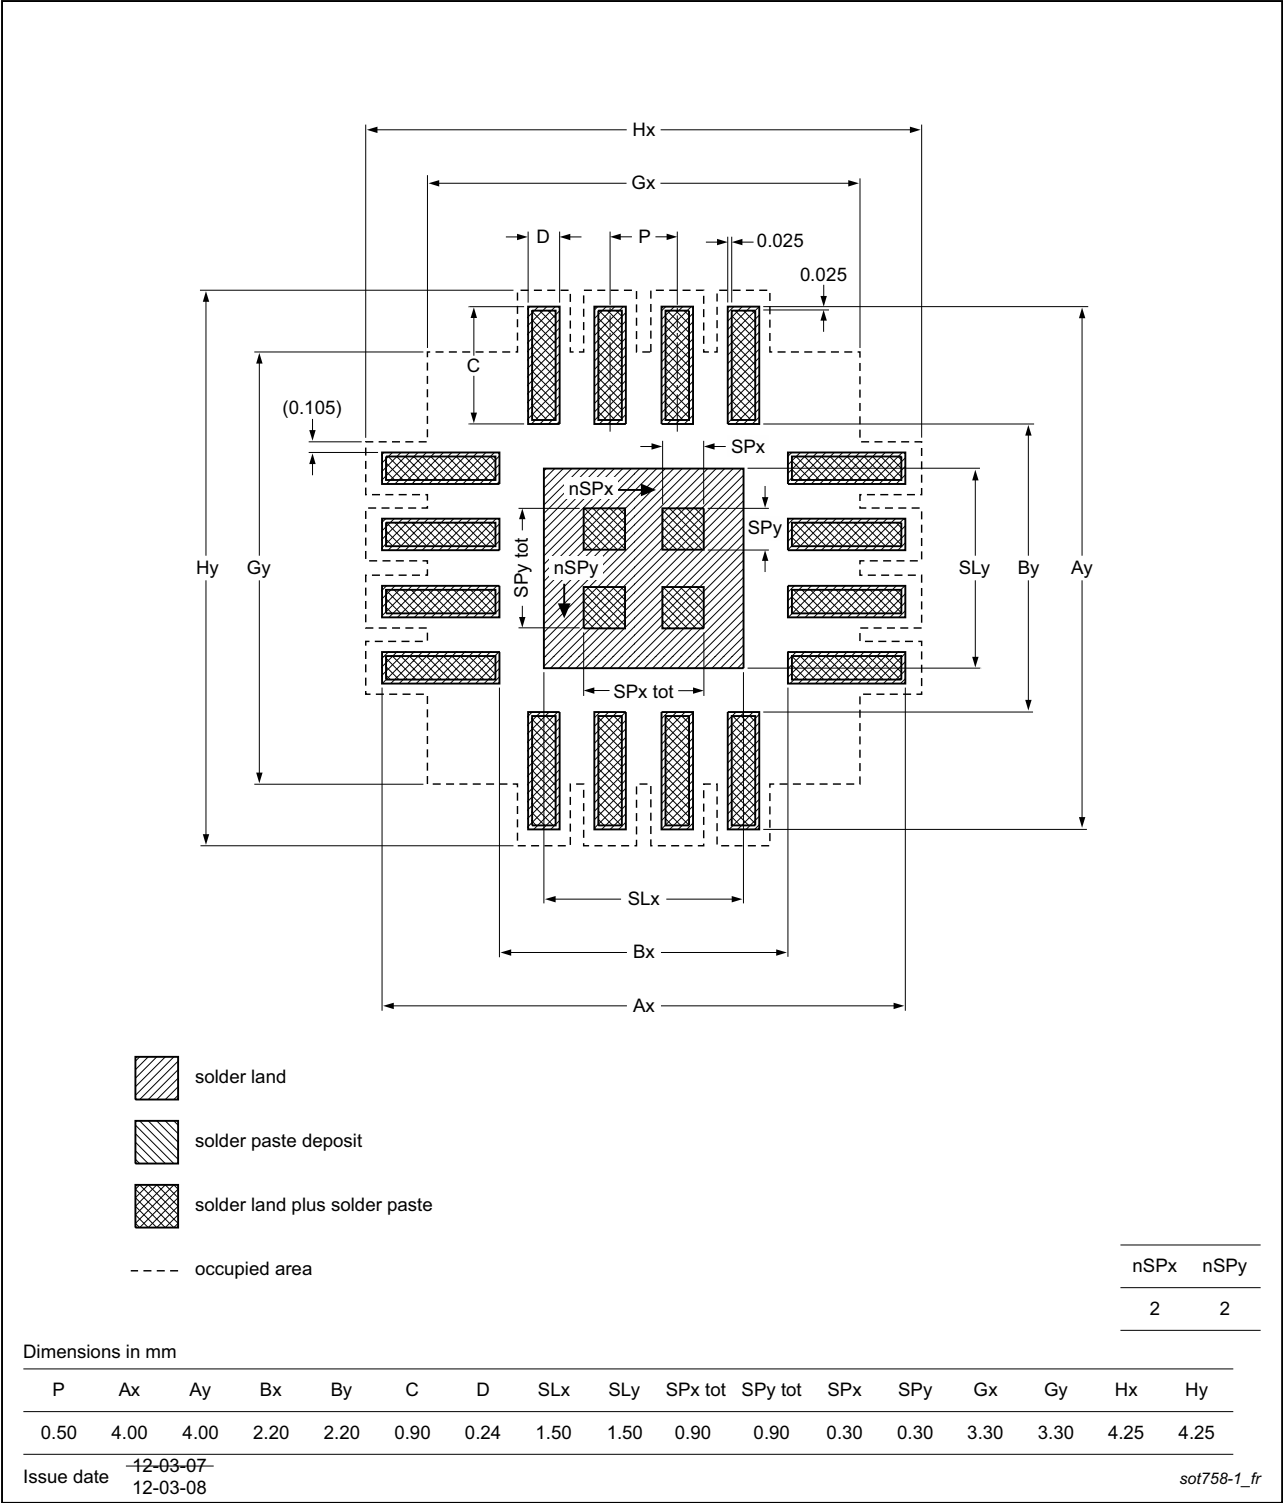 Hx
Gx
D
P
0.025
0.025
C
(0.105)
SPx
nSPx
SPy
SPy tot
nSPy
Hy
Gy
SLy
By
Ay
SPx tot
SLx
Bx
Ax
solder land
solder paste deposit
solder land plus solder paste
occupied area
nSPx nSPy
2 2
Dimensions in mm
P Ax Ay Bx By C D SLx SLy SPx tot SPy tot SPx SPy Gx Gy Hx Hy
0.50 4.00 4.00 2.20 2.20 0.90 0.24 1.50 1.50 0.90 0.90 0.30 0.30 3.30 3.30 4.25 4.25
Issue date 12-03-07
12-03-08
sot758-1_fr